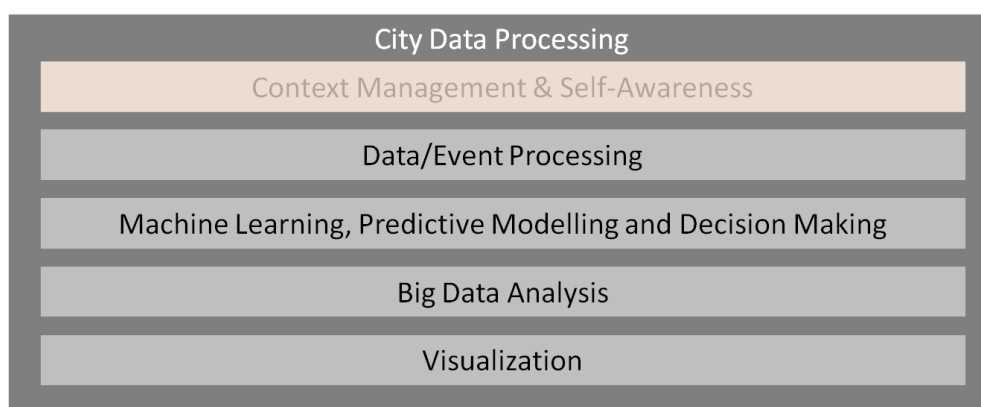 City Data Processing
Context Management & Self-Awareness
Data/Event Processing
Machine Learning, Predictive Modelling and Decision Making
Big Data Analysis
Visualization